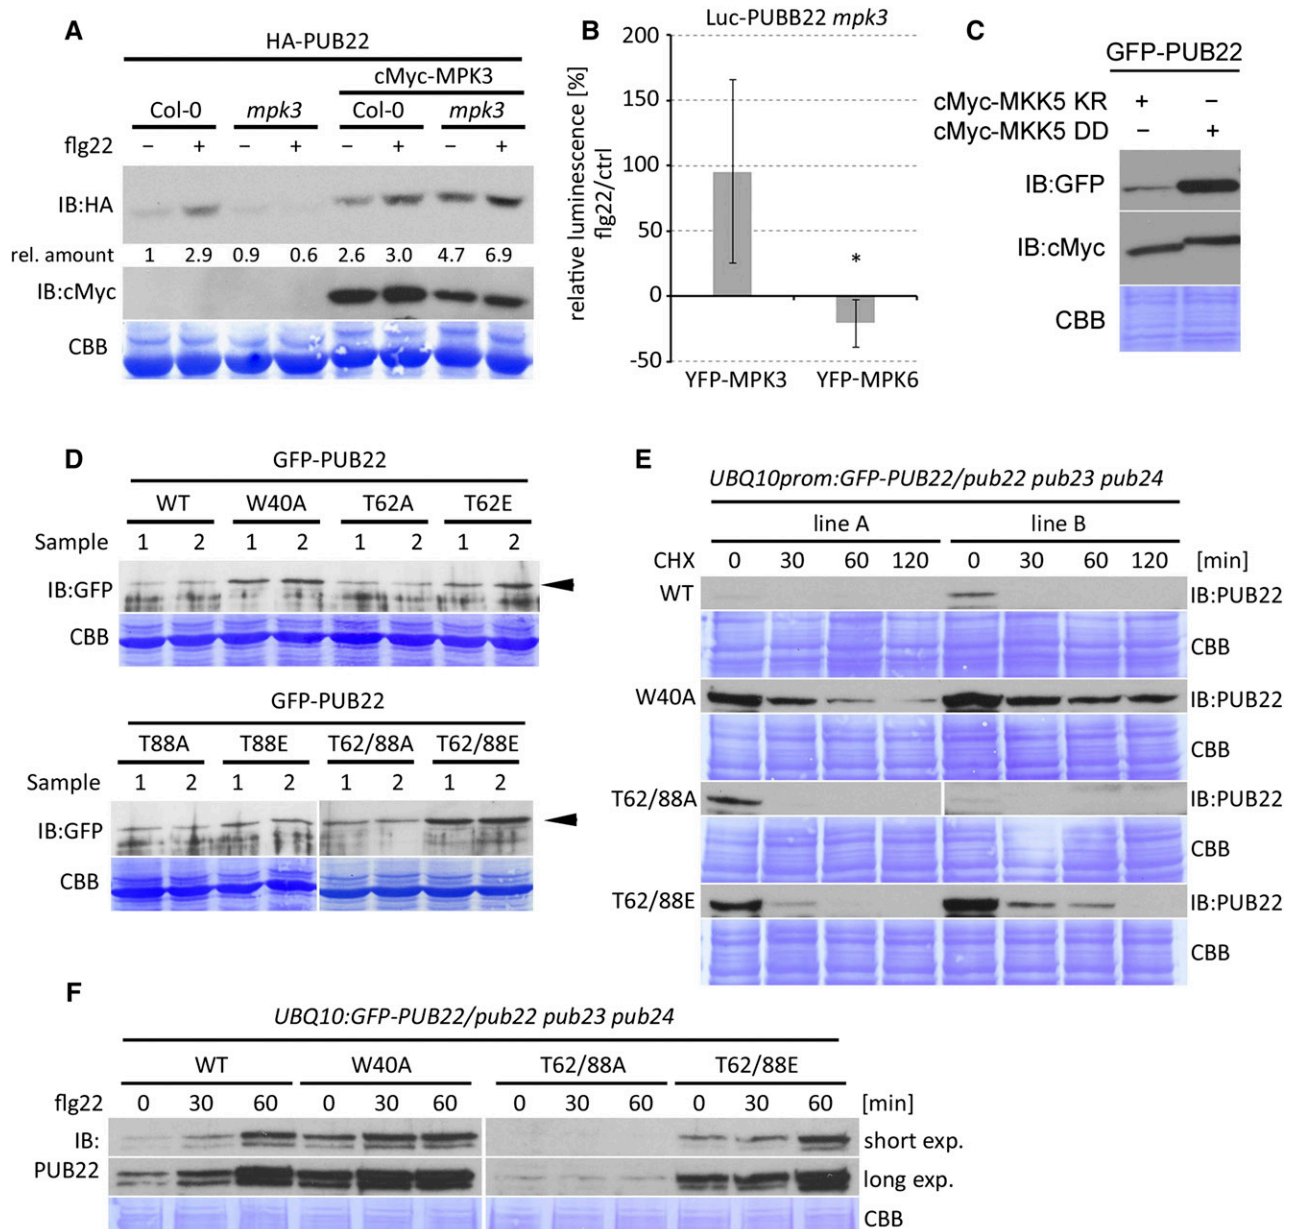 A
HA-PUB22
cMyc-MPK3
Col-0 mpk3 Col-0 mpk3
flg22 – + – + – + – +
IB:HA
rel. amount 1 2.9 0.9 0.6 2.6 3.0 4.7 6.9
IB:cMyc
CBB
B
Luc-PUBB22 mpk3
relative luminescence [%]
flg22/ctrl
200
150
100
50
0
-50
*
YFP-MPK3 YFP-MPK6
C
GFP-PUB22
cMyc-MKK5 KR + –
cMyc-MKK5 DD – +
IB:GFP
IB:cMyc
CBB
D
GFP-PUB22
WT W40A T62A T62E
Sample 1 2 1 2 1 2 1 2
IB:GFP
CBB
GFP-PUB22
T88A T88E T62/88A T62/88E
Sample 1 2 1 2 1 2 1 2
IB:GFP
CBB
E
UBQ10prom:GFP-PUB22/pub22 pub23 pub24
line A line B
CHX 0 30 60 120 0 30 60 120 [min]
WT IB:PUB22
CBB
W40A IB:PUB22
CBB
T62/88A IB:PUB22
CBB
T62/88E IB:PUB22
CBB
F
UBQ10:GFP-PUB22/pub22 pub23 pub24
WT W40A T62/88A T62/88E
flg22 0 30 60 0 30 60 0 30 60 0 30 60 [min]
IB: short exp.
PUB22 long exp.
CBB